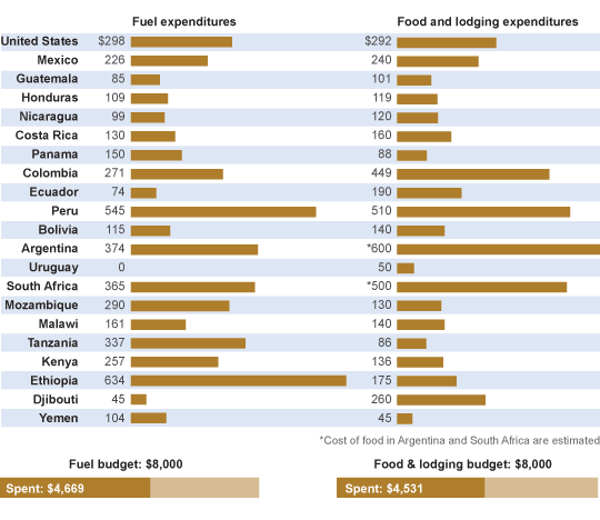 Fuel expenditures Food and lodging expenditures
United States $298 $292
Mexico 226 240
Guatemala 85 101
Honduras 109 119
Nicaragua 99 120
Costa Rica 130 160
Panama 150 88
Colombia 271 449
Ecuador 74 190
Peru 545 510
Bolivia 115 140
Argentina 374 *600
Uruguay 0 50
South Africa 365 *500
Mozambique 290 130
Malawi 161 140
Tanzania 337 86
Kenya 257 136
Ethiopia 634 175
Djibouti 45 260
Yemen 104 45
*Cost of food in Argentina and South Africa are estimated
Fuel budget: $8,000 Food & lodging budget: $8,000
Spent: $4,669 Spent: $4,531